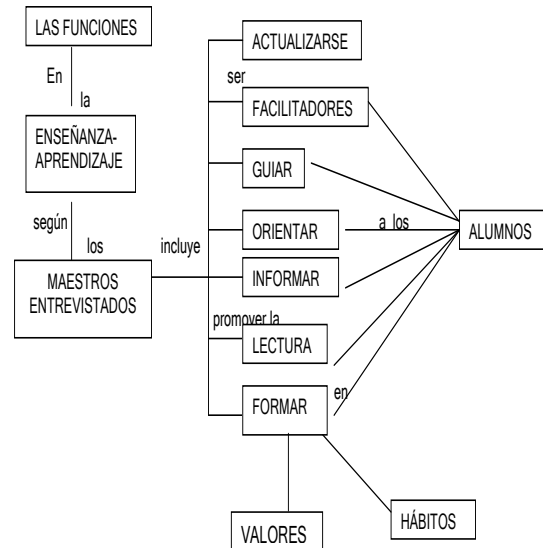 LAS FUNCIONES
En
la
ENSEÑANZA-
APRENDIZAJE
según
los
MAESTROS
ENTREVISTADOS
incluye
ACTUALIZARSE
ser
FACILITADORES
GUIAR
ORIENTAR
INFORMAR
promover la
LECTURA
FORMAR
a los
ALUMNOS
en
VALORES
HÁBITOS